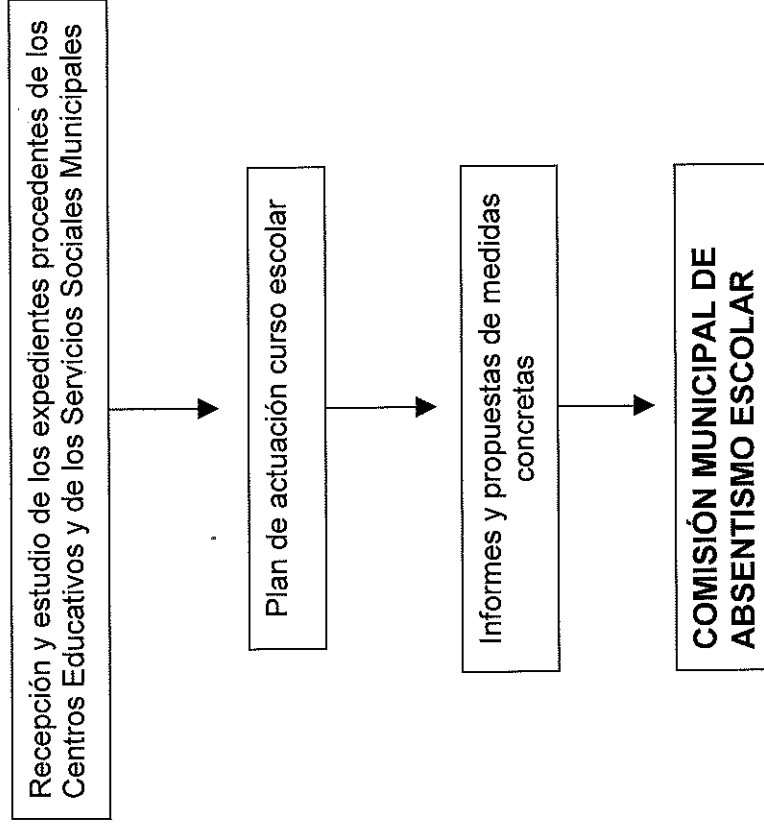 Recepción y estudio de los expedientes procedentes de los
Centros Educativos y de los Servicios Sociales Municipales
Plan de actuación curso escolar
Informes y propuestas de medidas
concretas
COMISIÓN MUNICIPAL DE
ABSENTISMO ESCOLAR